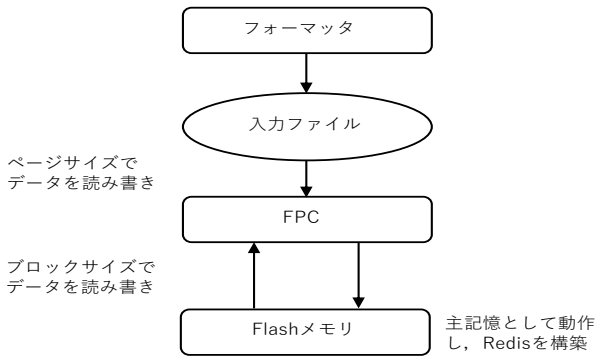 フォーマッタ
入力ファイル
ページサイズで
データを読み書き
FPC
ブロックサイズで
データを読み書き
Flashメモリ
主記憶として動作
し，Redisを構築